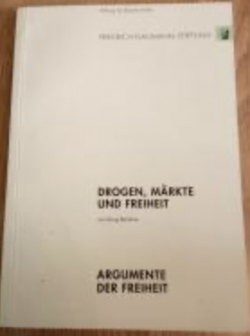 FRIEDRICH-NAUMANN-STIFTUNG
DROGEN, MÄRKTE
UND FREIHEIT
ARGUMENTE
DER FREIHEIT